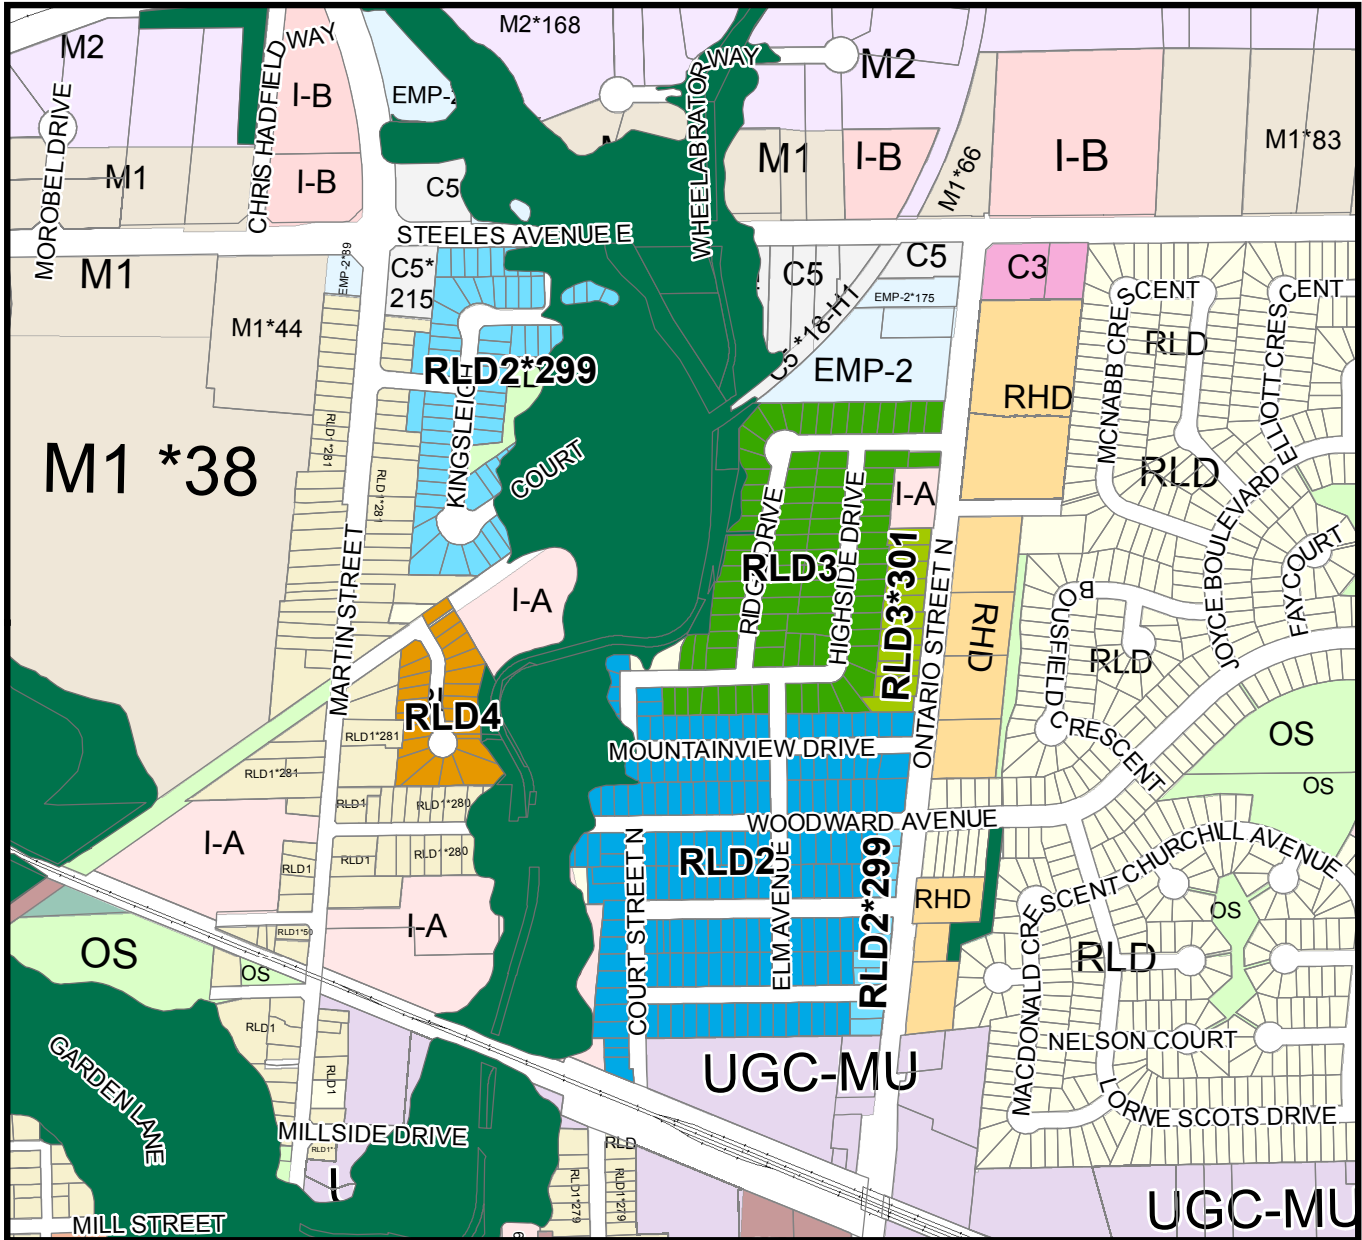 M2*168
M2
CHRIS HADFIELD WAY
WHEELABRATOR WAY
M2
I-B
EMP-2
MOROBEL DRIVE
M1
I-B
C5
M1
I-B
M1*66
I-B
M1*83
STEELES AVENUE E
M1
EMP-2*89
C5*
215
C5
C5 *18-H1
C5
EMP-2*175
C3
M1*44
RLD2*299
EMP-2
RHD
MCNABB CRESCENT
RLD
ELLIOTT CRESCENT
M1 *38
RLD1*281
RLD1*281
KINGSLEIGH COURT
I-A
RLD
JOYCE BOULEVARD
RIDGE DRIVE
HIGHSIDE DRIVE
RLD3
RLD3*301
ONTARIO STREET N
FAY COURT
MARTIN STREET
I-A
RHD
BOUSFIELD CRESCENT
RLD
RLD4
RLD1*281
RLD1*281
MOUNTAINVIEW DRIVE
OS
OS
RLD1
RLD1*280
WOODWARD AVENUE
I-A
RLD1
RLD1
RLD1*280
COURT STREET N
RLD2
ELM AVENUE
RLD2*299
RHD
CHURCHILL AVENUE
MACDONALD CRESCENT
OS
I-A
RLD1*50
OS
OS
RLD
RLD1
NELSON COURT
GARDEN LANE
RLD1
UGC-MU
LORNE SCOTS DRIVE
MILLSIDE DRIVE
RLD1*
RLD
RLD1*279
RLD1*279
MILL STREET
UGC-MU